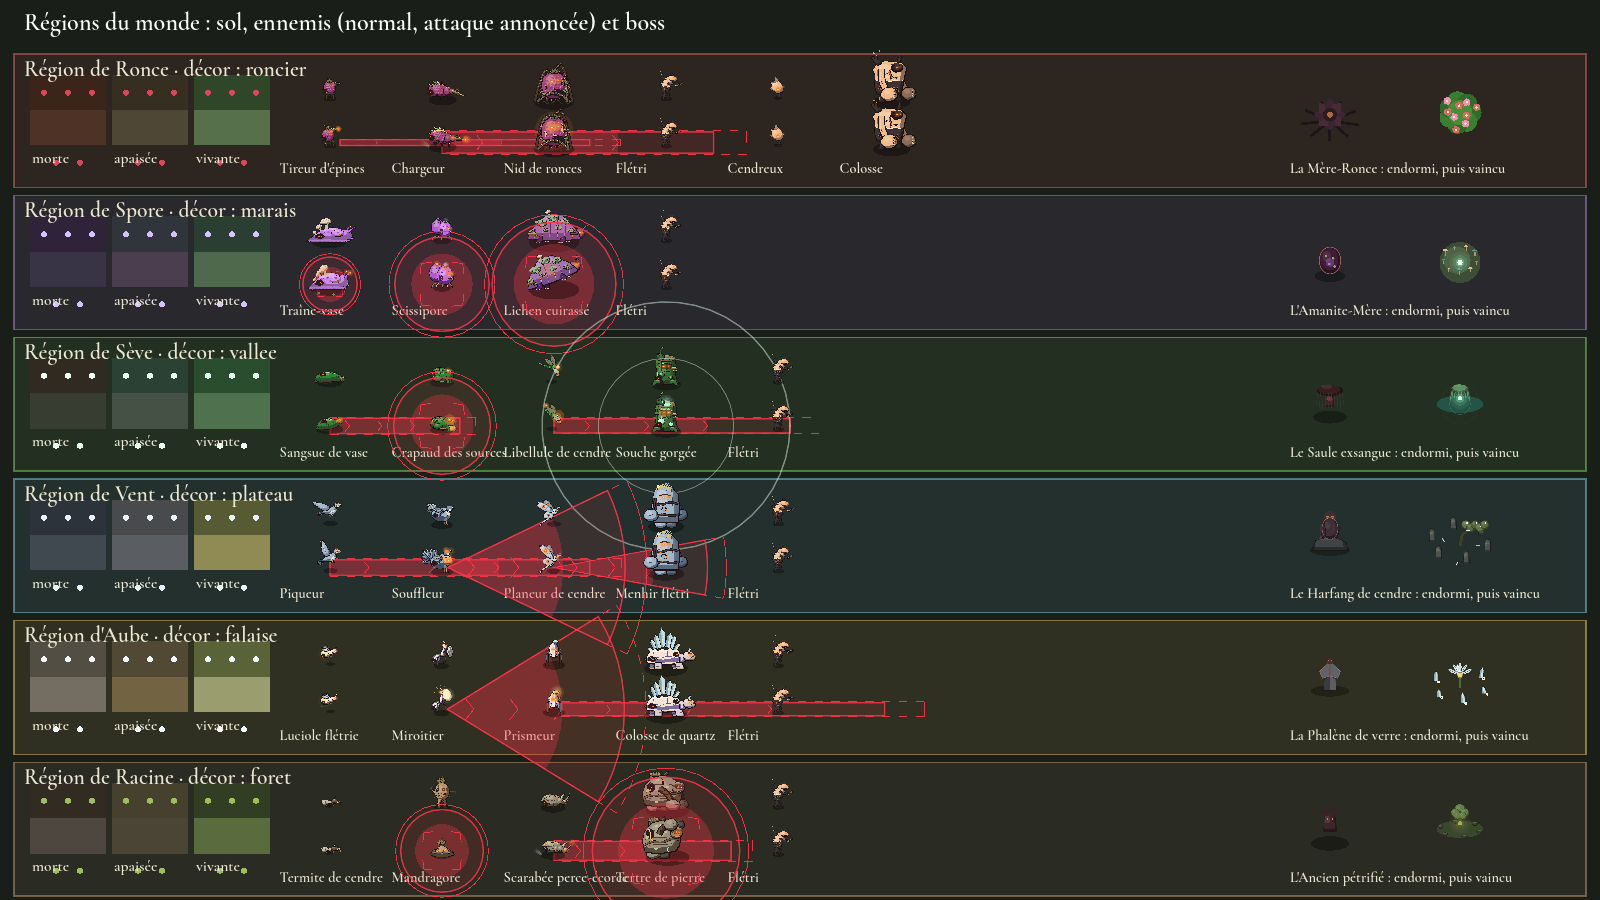 Régions du monde : sol, ennemis (normal, attaque annoncée) et boss
Région de Ronce · décor : roncier
morte apaisée vivante
Tireur d'épines Chargeur Nid de ronces Flétri Cendreux Colosse La Mère-Ronce : endormi, puis vaincu
Région de Spore · décor : marais
morte apaisée vivante
Traîne-vase Scissipore Lichen cuirassé Flétri L'Amanite-Mère : endormi, puis vaincu
Région de Sève · décor : vallee
morte apaisée vivante
Sangsue de vase Crapaud des sources Libellule de cendre Souche gorgée Flétri Le Saule exsangue : endormi, puis vaincu
Région de Vent · décor : plateau
morte apaisée vivante
Piqueur Souffleur Planeur de cendre Menhir flétri Flétri Le Harfang de cendre : endormi, puis vaincu
Région d'Aube · décor : falaise
morte apaisée vivante
Luciole flétrie Miroitier Prismeur Colosse de quartz Flétri La Phalène de verre : endormi, puis vaincu
Région de Racine · décor : foret
morte apaisée vivante
Termite de cendre Mandragore Scarabée perce-écorce Tertre de pierre Flétri L'Ancien pétrifié : endormi, puis vaincu